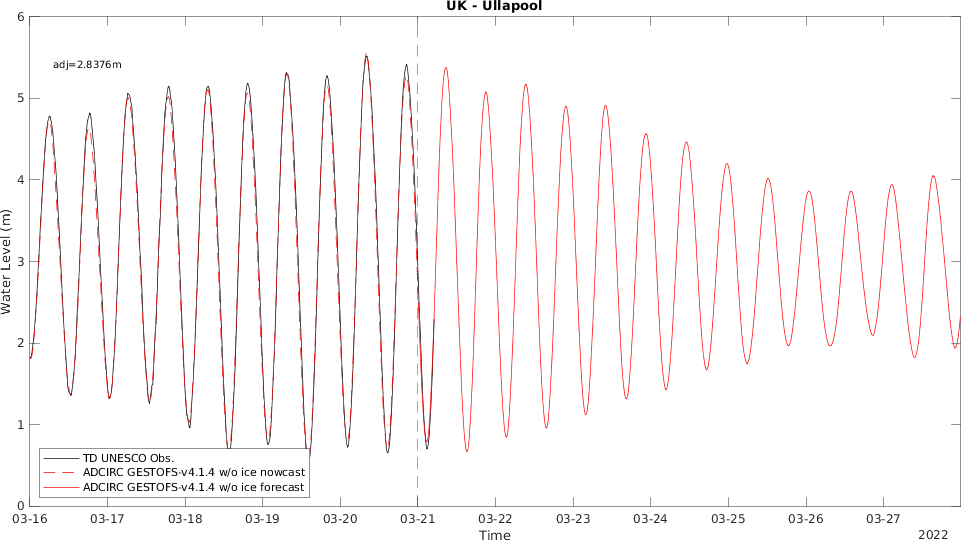 UK - Ullapool
6
5
4
3
2
1
0
Water Level (m)
adj=2.8376m
TD UNESCO Obs.
ADCIRC GESTOFS-v4.1.4 w/o ice nowcast
ADCIRC GESTOFS-v4.1.4 w/o ice forecast
03-16 03-17 03-18 03-19 03-20 03-21 03-22 03-23 03-24 03-25 03-26 03-27
Time
2022